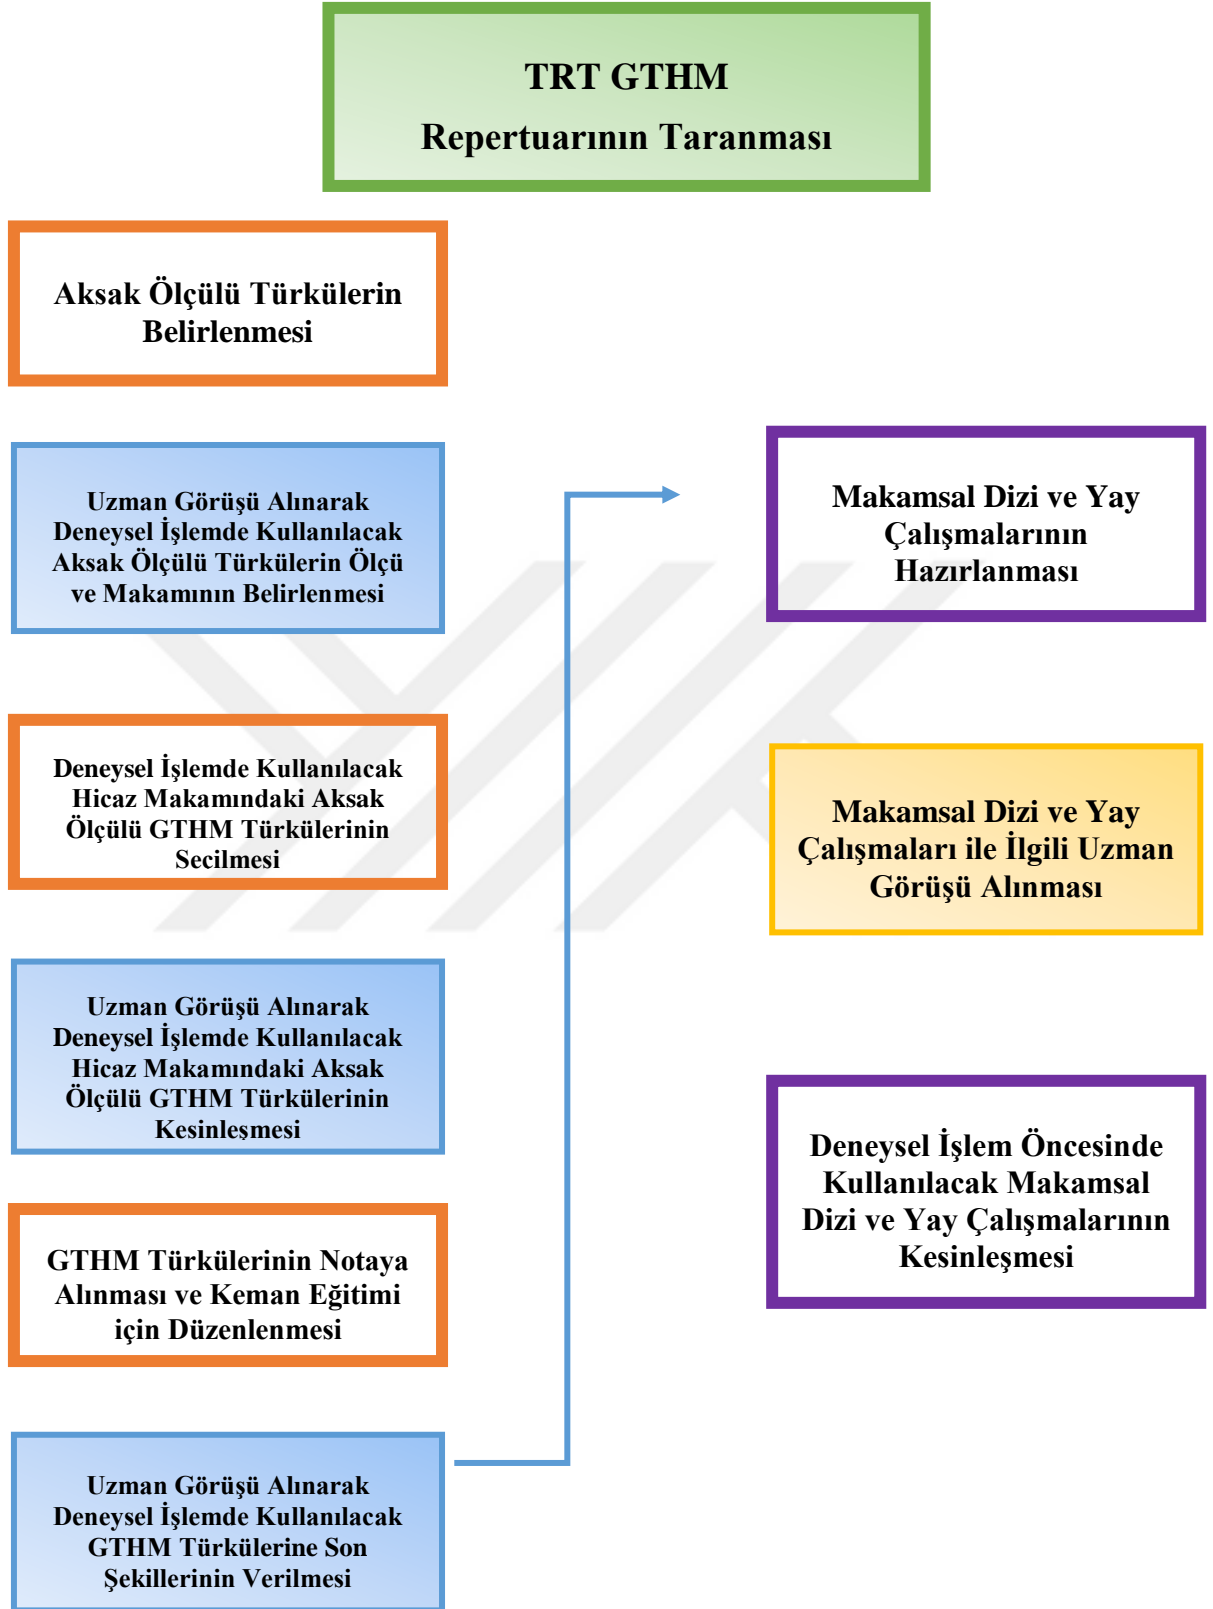 TRT GTHM
Repertuarının Taranması
Aksak Ölçülü Türkülerin
Belirlenmesi
Uzman Görüşü Alınarak
Deneysel İşlemde Kullanılacak
Aksak Ölçülü Türkülerin Ölçü
ve Makamının Belirlenmesi
Deneysel İşlemde Kullanılacak
Hicaz Makamındaki Aksak
Ölçülü GTHM Türkülerinin
Secilmesi
Uzman Görüşü Alınarak
Deneysel İşlemde Kullanılacak
Hicaz Makamındaki Aksak
Ölçülü GTHM Türkülerinin
Kesinleşmesi
GTHM Türkülerinin Notaya
Alınması ve Keman Eğitimi
için Düzenlenmesi
Uzman Görüşü Alınarak
Deneysel İşlemde Kullanılacak
GTHM Türkülerine Son
Şekillerinin Verilmesi
Makamsal Dizi ve Yay
Çalışmalarının
Hazırlanması
Makamsal Dizi ve Yay
Çalışmaları ile İlgili Uzman
Görüşü Alınması
Deneysel İşlem Öncesinde
Kullanılacak Makamsal
Dizi ve Yay Çalışmalarının
Kesinleşmesi